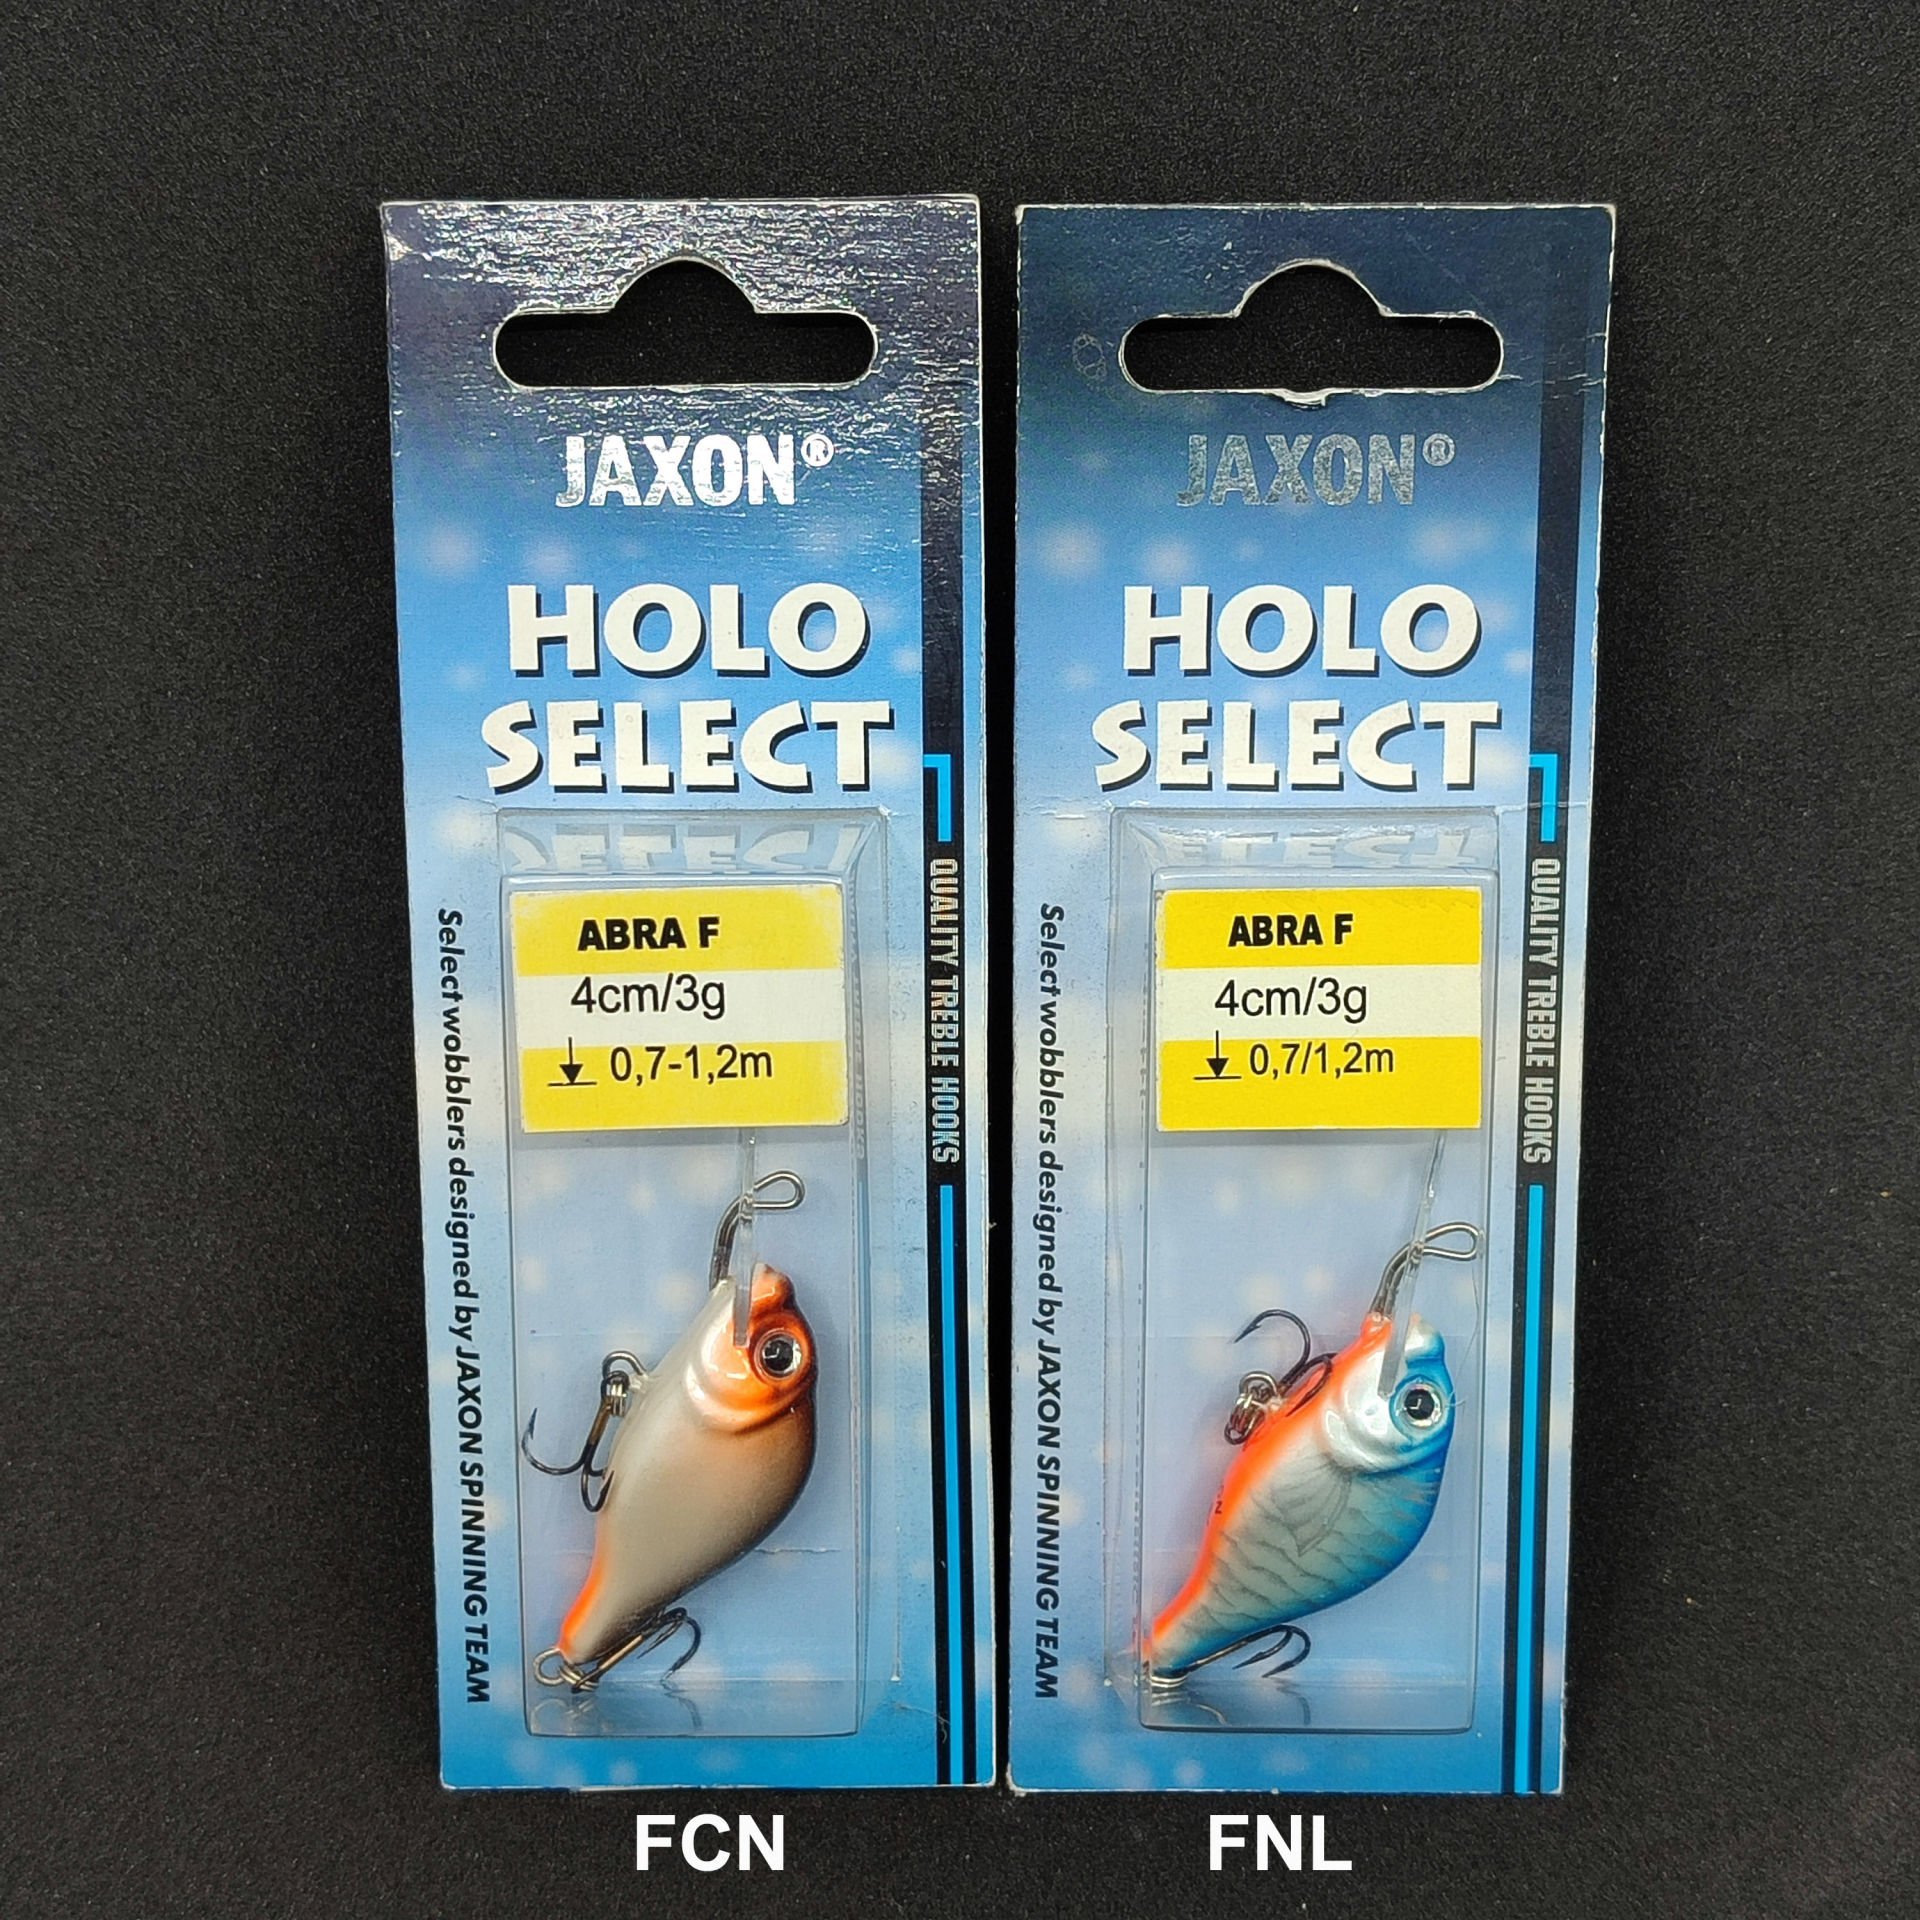 JAXON®
HOLO
SELECT
ABRA F
4cm/3g
0,7-1,2m
QUALITY TREBLE HOOKS
Select wobblers designed by JAXON SPINNING TEAM
FCN
JAXON®
HOLO
SELECT
ABRA F
4cm/3g
0,7/1,2m
QUALITY TREBLE HOOKS
Select wobblers designed by JAXON SPINNING TEAM
FNL